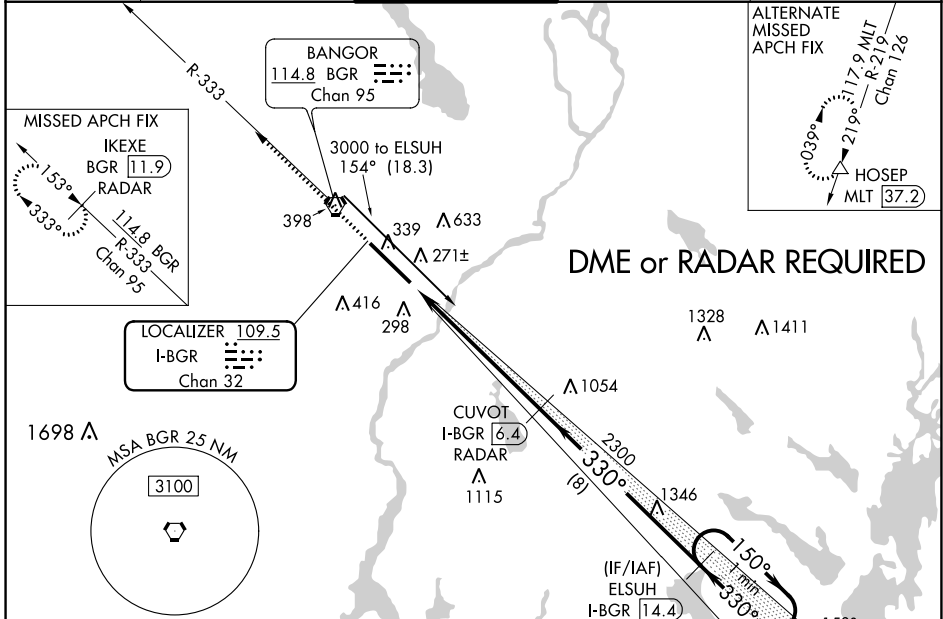 BANGOR
114.8 BGR
Chan 95
R-333
MISSED APCH FIX
IKEXE
BGR 11.9
RADAR
153°
333°
114.8 BGR
R-333
Chan 95
3000 to ELSUH
154° (18.3)
398
339
633
271±
416
298
LOCALIZER 109.5
I-BGR
Chan 32
ALTERNATE
MISSED
APCH FIX
117.9 MLT
R-219
Chan 126
039°
219°
HOSEP
MLT 37.2
DME or RADAR REQUIRED
1328
1411
1054
CUVOT
I-BGR 6.4
RADAR
1115
2300
330°
(8)
1346
1698
MSA BGR 25 NM
3100
150°
1 min
330°
(IF/IAF)
ELSUH
I-BGR 14.4